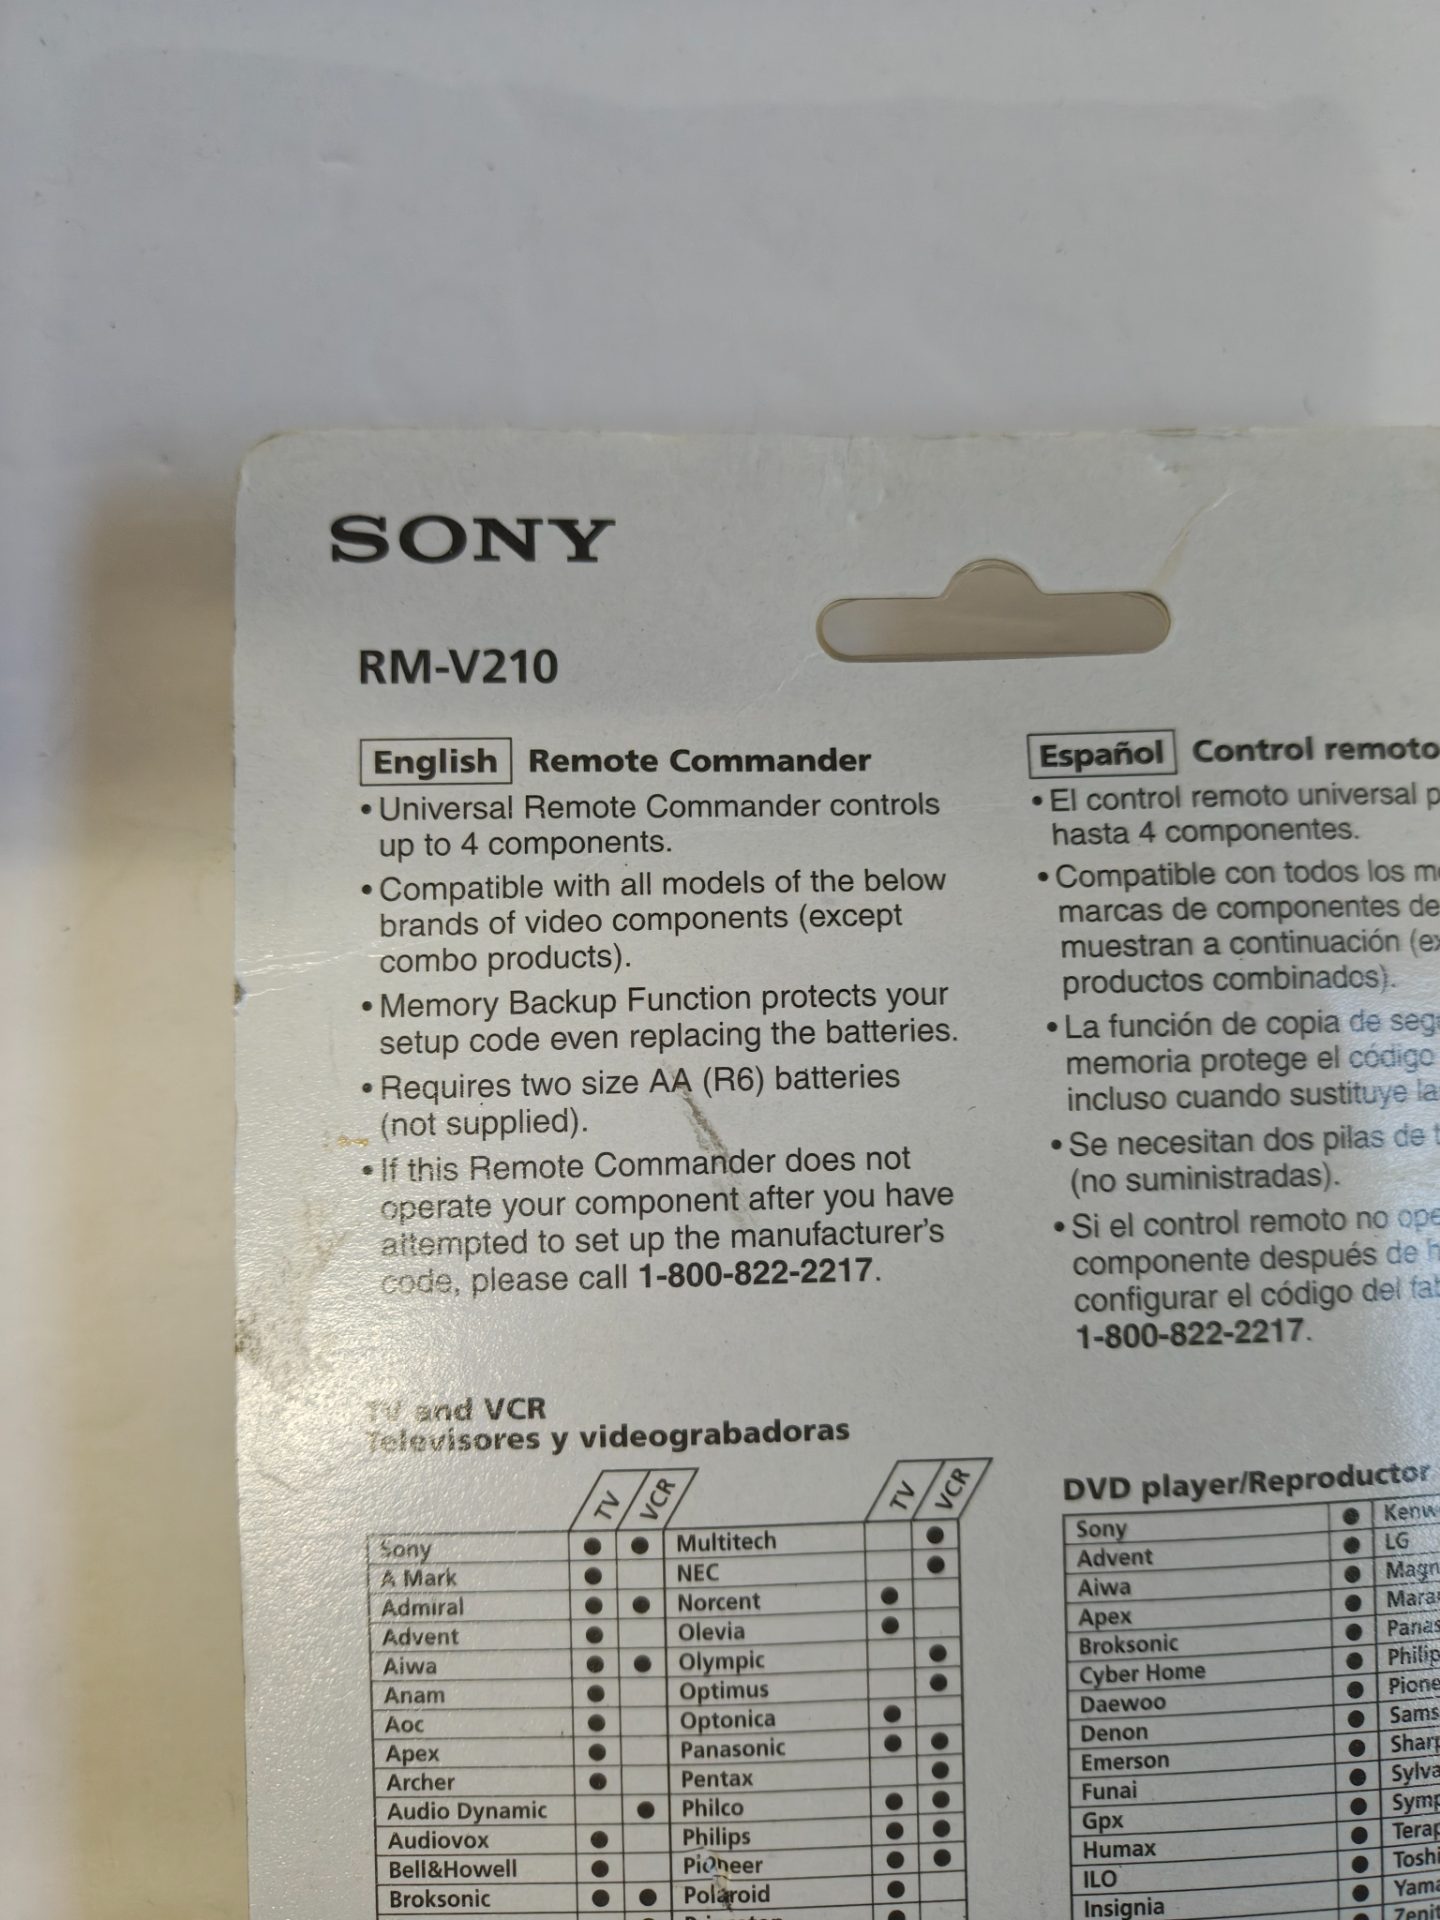 SONY
RM-V210
English Remote Commander
• Universal Remote Commander controls
up to 4 components.
• Compatible with all models of the below
brands of video components (except
combo products).
• Memory Backup Function protects your
setup code even replacing the batteries.
• Requires two size AA (R6) batteries
(not supplied).
• If this Remote Commander does not
operate your component after you have
attempted to set up the manufacturer's
code, please call 1-800-822-2217.
Español Control remoto
• El control remoto universal
hasta 4 componentes.
• Compatible con todos los
marcas de componentes de
muestran a continuación
productos combinados).
• La función de copia de
memoria protege el código
incluso cuando sustituye
• Se necesitan dos pilas de
(no suministradas).
• Si el control remoto no
componente después de
configurar el código del
1-800-822-2217.
TV and VCR
Televisores y videograbadoras
TV VCR TV VCR
Sony ● ● Multitech ●
A Mark ● NEC ●
Admiral ● ● Norcent ●
Advent ● Olevia ●
Aiwa ● ● Olympic ●
Anam ● Optimus ●
Aoc ● Optonica ●
Apex ● Panasonic ● ●
Archer ● Pentax ●
Audio Dynamic ● Philco ● ●
Audiovox ● Philips ● ●
Bell&Howell ● Pioneer ● ●
Broksonic ● ● Polaroid ●
DVD player/Reproductor
Sony ●
Advent ● LG
Aiwa ●
Apex ●
Broksonic ●
Cyber Home ●
Daewoo ●
Denon ●
Emerson ●
Funai ●
Gpx ●
Humax ●
ILO ●
Insignia ●